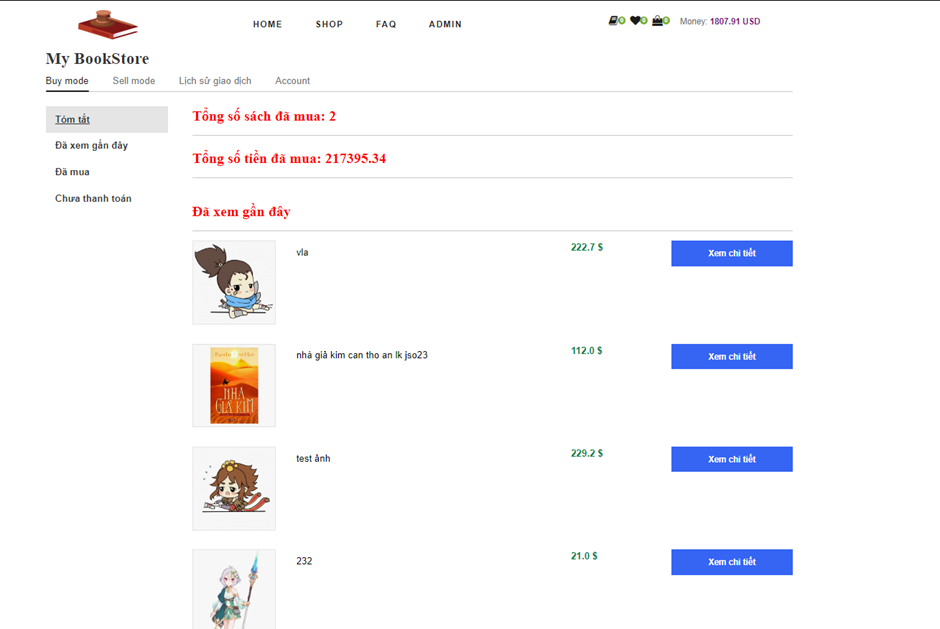 HOME SHOP FAQ ADMIN 0 0 0 Money: 1807.91 USD
My BookStore
Buy mode Sell mode Lịch sử giao dịch Account
Tóm tắt
Đã xem gần đây
Đã mua
Chưa thanh toán
Tổng số sách đã mua: 2
Tổng số tiền đã mua: 217395.34
Đã xem gần đây
vla 222.7 $ Xem chi tiết
nhà giả kim can tho an lk jso23 112.0 $ Xem chi tiết
NHÀ
GIẢ KIM
test ảnh 229.2 $ Xem chi tiết
232 21.0 $ Xem chi tiết